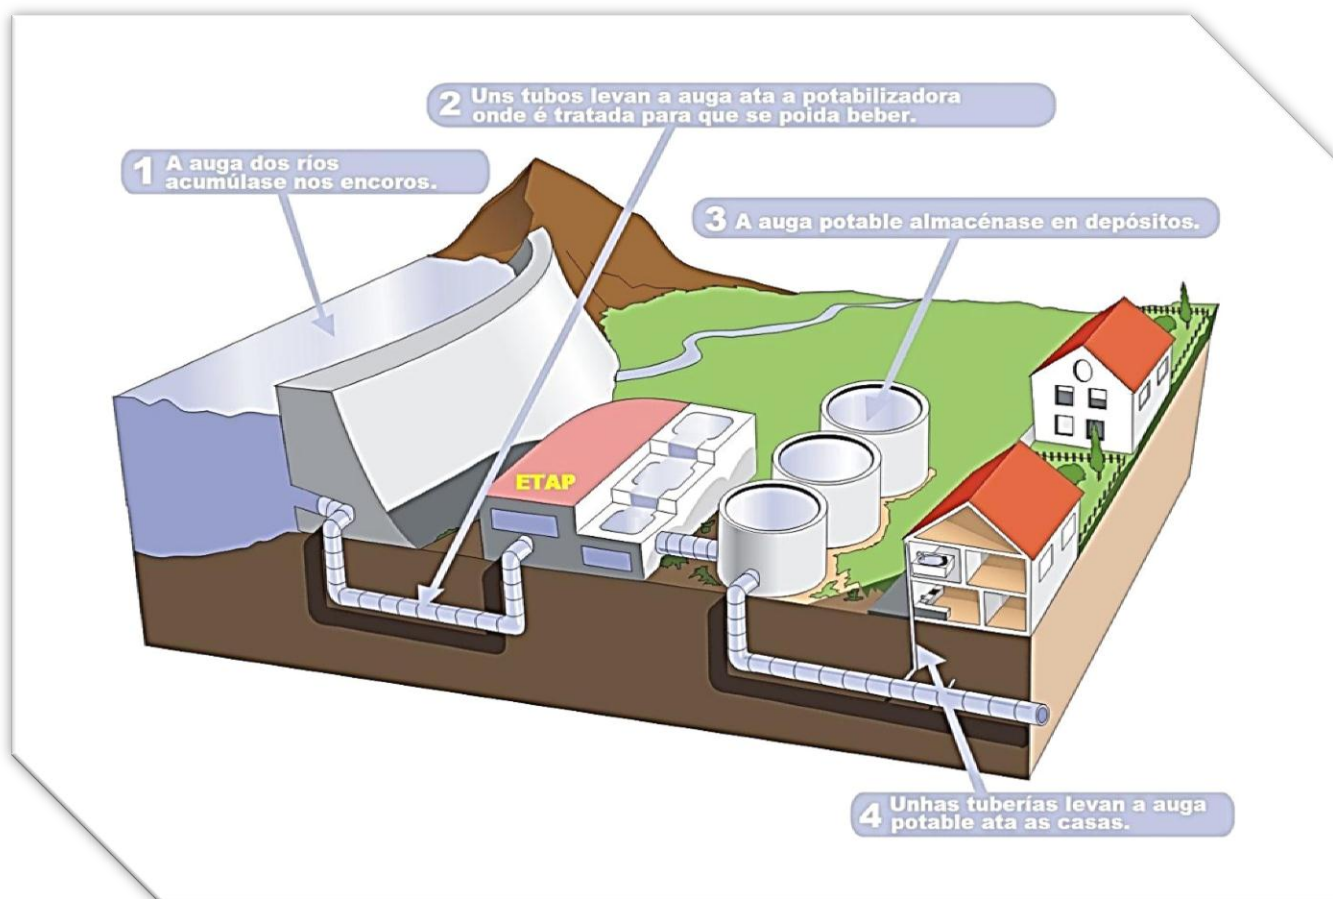 2 Uns tubos levan a auga ata a potabilizadora
onde é tratada para que se poida beber.
1 A auga dos ríos
acumúlase nos encoros.
3 A auga potable almacénase en depósitos.
ETAP
4 Unhas tuberías levan a auga
potable ata as casas.